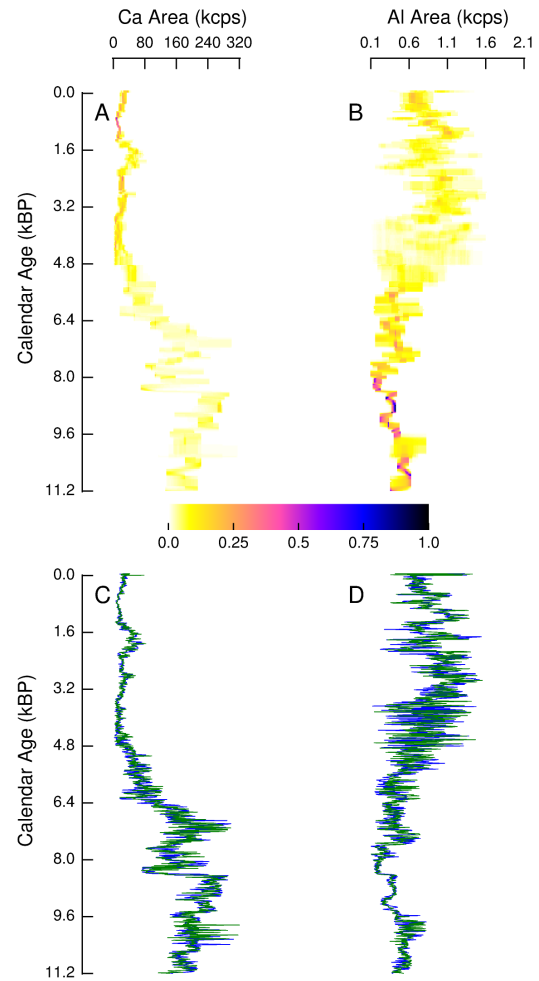 Ca Area (kcps) Al Area (kcps)
0 80 160 240 320 0.1 0.6 1.1 1.6 2.1
A B
0.0
1.6
3.2
4.8
6.4
8.0
9.6
11.2
Calendar Age (kBP)
0.0 0.25 0.5 0.75 1.0
C D
0.0
1.6
3.2
4.8
6.4
8.0
9.6
11.2
Calendar Age (kBP)